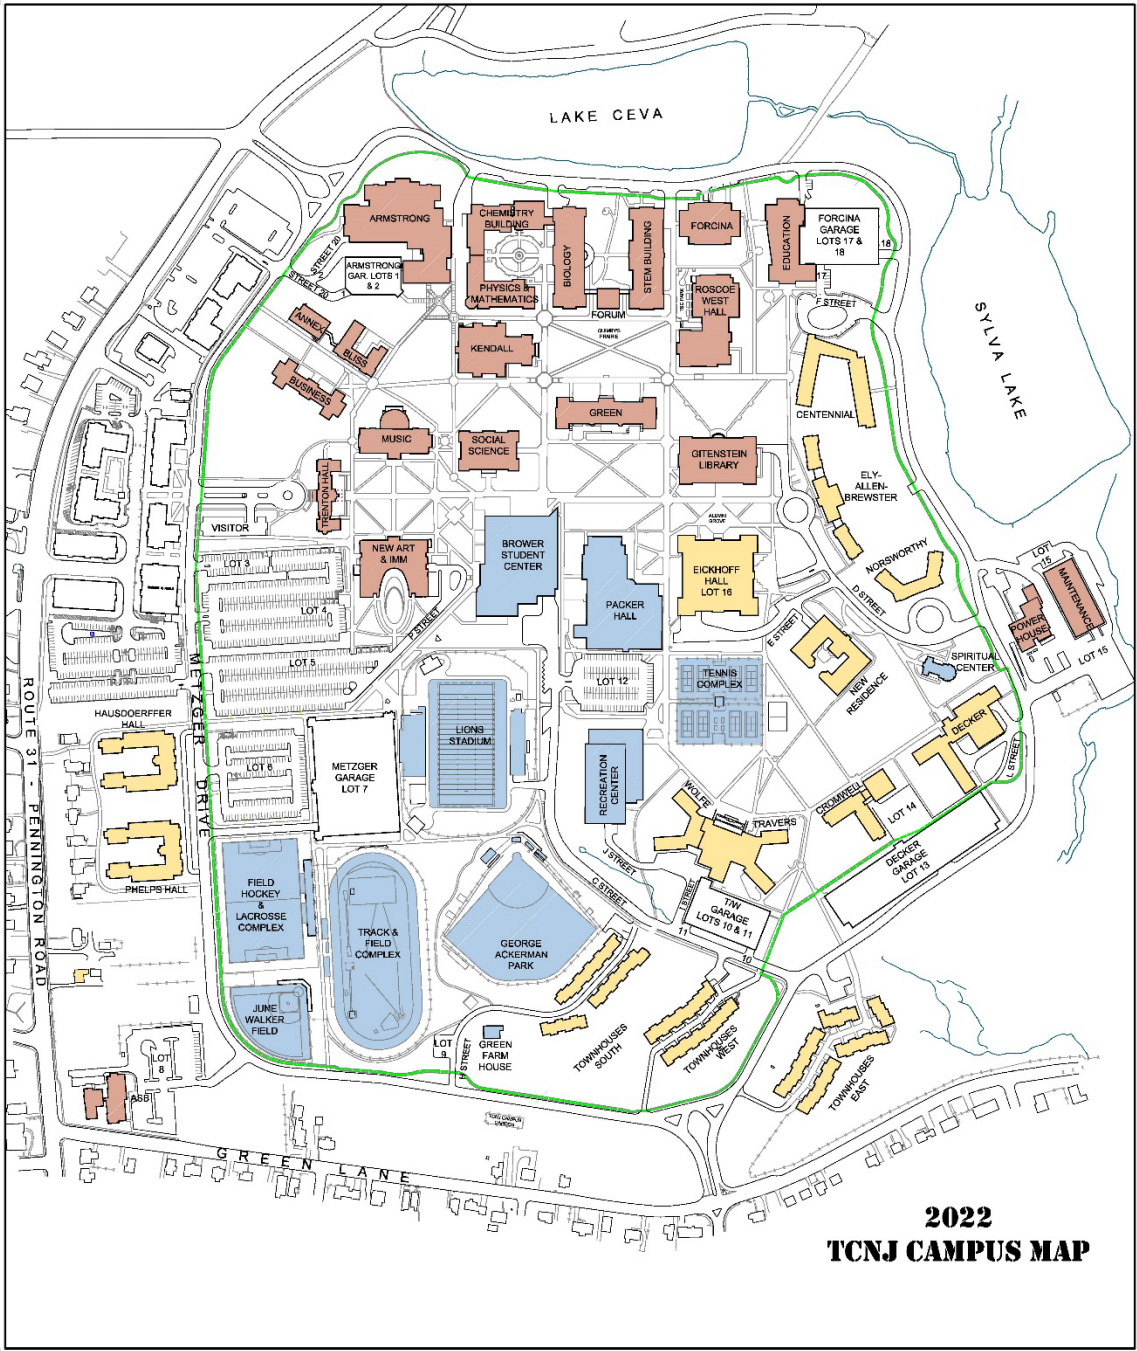 LAKE CEVA
SYLVA LAKE
ARMSTRONG
CHEMISTRY
BUILDING
BIOLOGY
STEM BUILDING
FORCINA
EDUCATION
FORCINA
GARAGE
LOTS 17 &
18
18
17
F STREET
STREET 20
STREET 20
ARMSTRONG
GAR. LOTS 1
& 2
PHYSICS &
MATHEMATICS
FORUM
ROSCOE
WEST
HALL
ANNEX
BLISS
BUSINESS
KENDALL
CENTENNIAL
GREEN
MUSIC
SOCIAL
SCIENCE
GITENSTEIN
LIBRARY
TRENTON HALL
ELY-
ALLEN-
BREWSTER
VISITOR
ALUMNI
GROVE
NEW ART
& IMM
BROWER
STUDENT
CENTER
PACKER
HALL
EICKHOFF
HALL
LOT 16
NORSWORTHY
LOT 3
LOT 4
LOT 5
D STREET
E STREET
LOT
15
MAINTENANCE
POWER
HOUSE
LOT 15
SPIRITUAL
CENTER
NEW
RESIDENCE
LOT 12
TENNIS
COMPLEX
HAUSDOERFFER
HALL
LIONS
STADIUM
DECKER
L STREET
METZGER DRIVE
ROUTE 31 - PENNINGTON ROAD
LOT 6
METZGER
GARAGE
LOT 7
RECREATION
CENTER
WOLFE
TRAVERS
CROMWELL
LOT 14
DECKER
GARAGE
LOT 13
PHELPS HALL
J STREET
C STREET
I STREET
T/W
GARAGE
LOTS 10 & 11
11
10
FIELD
HOCKEY
&
LACROSSE
COMPLEX
TRACK &
FIELD
COMPLEX
GEORGE
ACKERMAN
PARK
JUNE
WALKER
FIELD
LOT
9
H STREET
GREEN
FARM
HOUSE
TOWNHOUSES
SOUTH
TOWNHOUSES
WEST
TOWNHOUSES
EAST
LOT
8
ASB
GREEN LANE
2022
TCNJ CAMPUS MAP